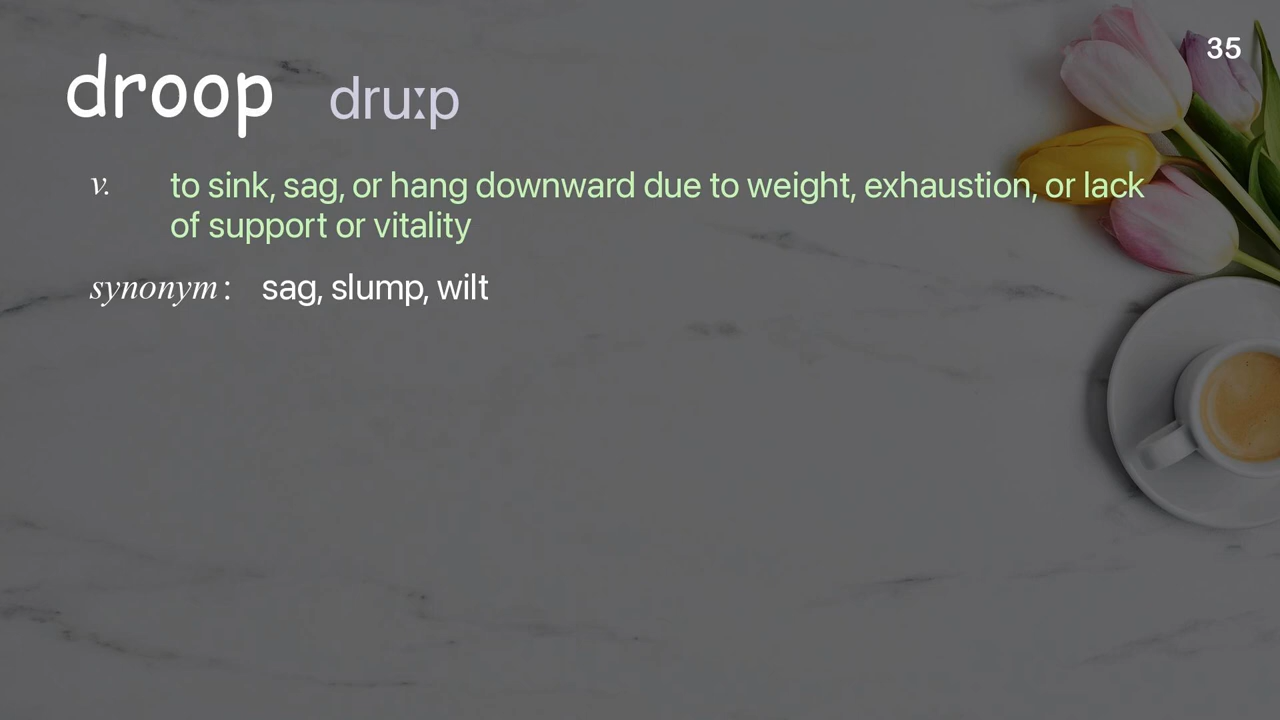 35
droop druːp
v. to sink, sag, or hang downward due to weight, exhaustion, or lack
of support or vitality
synonym : sag, slump, wilt